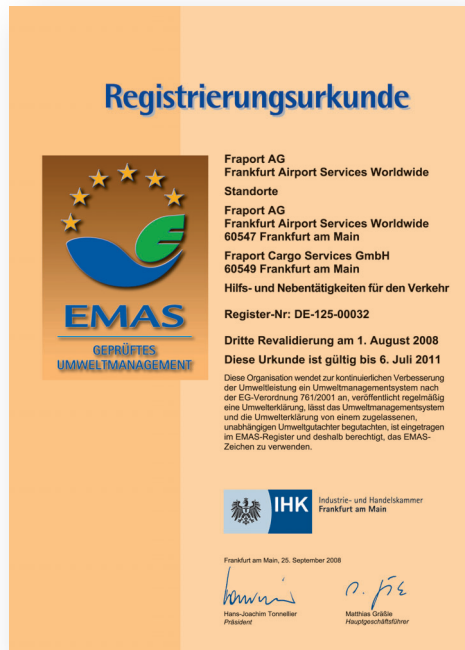 Registrierungsurkunde
Fraport AG
Frankfurt Airport Services Worldwide
Standorte
Fraport AG
Frankfurt Airport Services Worldwide
60547 Frankfurt am Main
Fraport Cargo Services GmbH
60549 Frankfurt am Main
Hilfs- und Nebentätigkeiten für den Verkehr
Register-Nr: DE-125-00032
Dritte Revalidierung am 1. August 2008
Diese Urkunde ist gültig bis 6. Juli 2011
EMAS
GEPRÜFTES
UMWELTMANAGEMENT
Diese Organisation wendet zur kontinuierlichen Verbesserung
der Umweltleistung ein Umweltmanagementsystem nach
der EG-Verordnung 761/2001 an, veröffentlicht regelmäßig
eine Umwelterklärung, lässt das Umweltmanagementsystem
und die Umwelterklärung von einem zugelassenen,
unabhängigen Umweltgutachter begutachten, ist eingetragen
im EMAS-Register und deshalb berechtigt, das EMAS-
Zeichen zu verwenden.
IHK
Industrie- und Handelskammer
Frankfurt am Main
Frankfurt am Main, 25. September 2008
Hans-Joachim Tonnellier
Präsident
Matthias Gräßle
Hauptgeschäftsführer